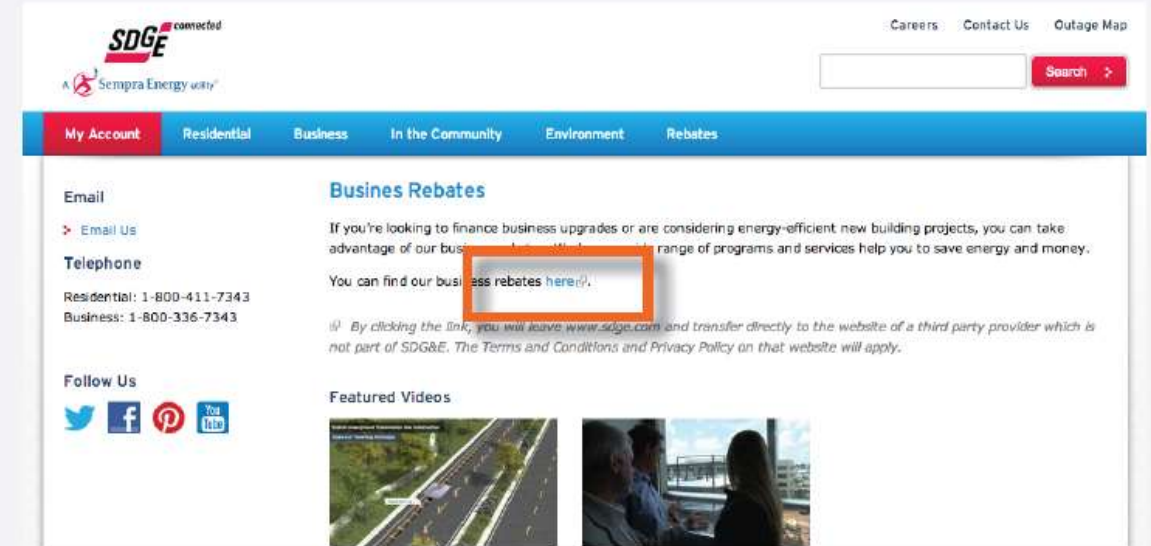 connected
SDGE
A Sempra Energy utility
Careers Contact Us Outage Map
Search
My Account Residential Business In the Community Environment Rebates
Email
Email Us
Telephone
Residential: 1-800-411-7343
Business: 1-800-336-7343
Follow Us
You
Tube
Busines Rebates
If you're looking to finance business upgrades or are considering energy-efficient new building projects, you can take
advantage of our range of programs and services help you to save energy and money.
You can find our business rebates here.
By clicking the link, you will leave www.sdge.com and transfer directly to the website of a third party provider which is
not part of SDG&E. The Terms and Conditions and Privacy Policy on that website will apply.
Featured Videos